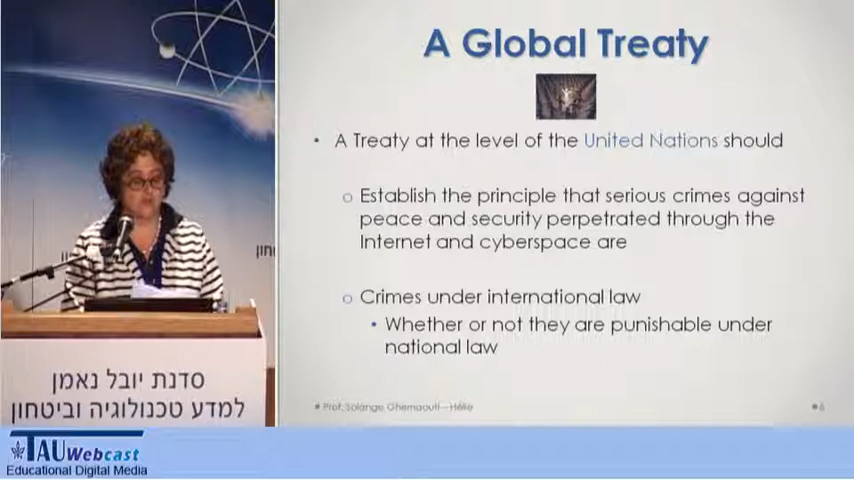 A Global Treaty
• A Treaty at the level of the United Nations should
o Establish the principle that serious crimes against
peace and security perpetrated through the
Internet and cyberspace are
o Crimes under international law
• Whether or not they are punishable under
national law
Prof. Solange Ghernaouti—Hélie
6
סדנת יובל נאמן
למדע טכנולוגיה וביטחון
TAU Webcast
Educational Digital Media